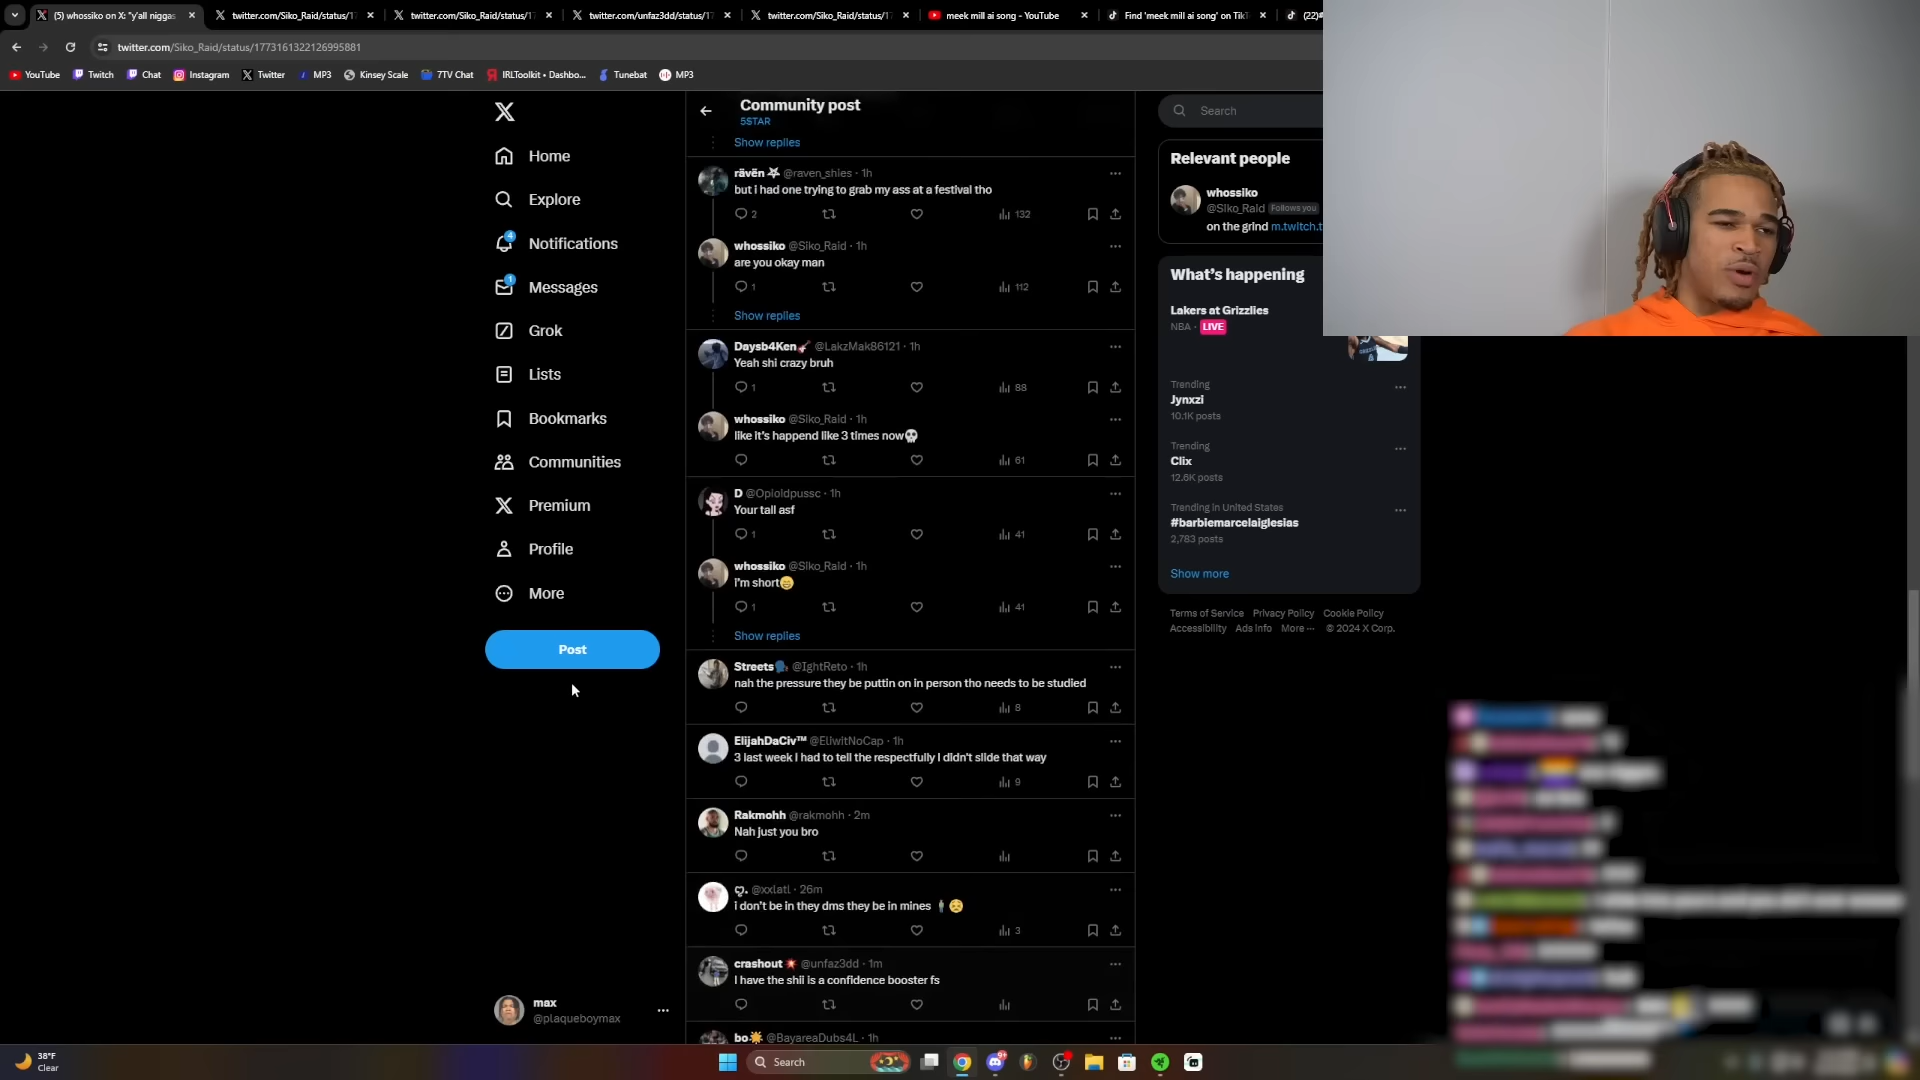 (5) whossiko on X: "y'all niggas
twitter.com/Siko_Raid/status/17
twitter.com/Siko_Raid/status/17
twitter.com/unfaz3dd/status/17
twitter.com/Siko_Raid/status/17
meek mill ai song - YouTube
Find 'meek mill ai song' on TikT
(22)
twitter.com/Siko_Raid/status/1773161322126995881
YouTube
Twitch
Chat
Instagram
Twitter
MP3
Kinsey Scale
7TV Chat
IRLToolkit • Dashbo...
Tunebat
MP3
4
1
Home
Explore
Notifications
Messages
Grok
Lists
Bookmarks
Communities
Premium
Profile
More
Post
max
@plaqueboymax
Community post
5STAR
Show replies
rävën @raven_shies · 1h
but i had one trying to grab my ass at a festival tho
2 132
whossiko @Siko_Raid · 1h
are you okay man
1 112
Show replies
Daysb4Ken @LakzMak86121 · 1h
Yeah shi crazy bruh
1 88
whossiko @Siko_Raid · 1h
like it's happend like 3 times now💀
61
D @Opioidpussc · 1h
Your tall asf
1 41
whossiko @Siko_Raid · 1h
i'm short😁
1 41
Show replies
Streets🗣 @IghtReto · 1h
nah the pressure they be puttin on in person tho needs to be studied
8
ElijahDaCiv™ @EliwitNoCap · 1h
3 last week i had to tell the respectfully I didn't slide that way
9
Rakmohh @rakmohh · 2m
Nah just you bro
@xxlatl · 26m
i don't be in they dms they be in mines 🧍😣
3
crashout💥 @unfaz3dd · 1m
I have the shii is a confidence booster fs
bo☀ @BayareaDubs4L · 1h
Search
Relevant people
whossiko
@Siko_Raid Follows you
on the grind m.twitch.t
What's happening
Lakers at Grizzlies
NBA · LIVE
Trending
Jynxzi
10.1K posts
Trending
Clix
12.6K posts
Trending in United States
#barbiemarcelaiglesias
2,783 posts
Show more
Terms of Service Privacy Policy Cookie Policy
Accessibility Ads info More ··· © 2024 X Corp.
38°F
Clear
Search